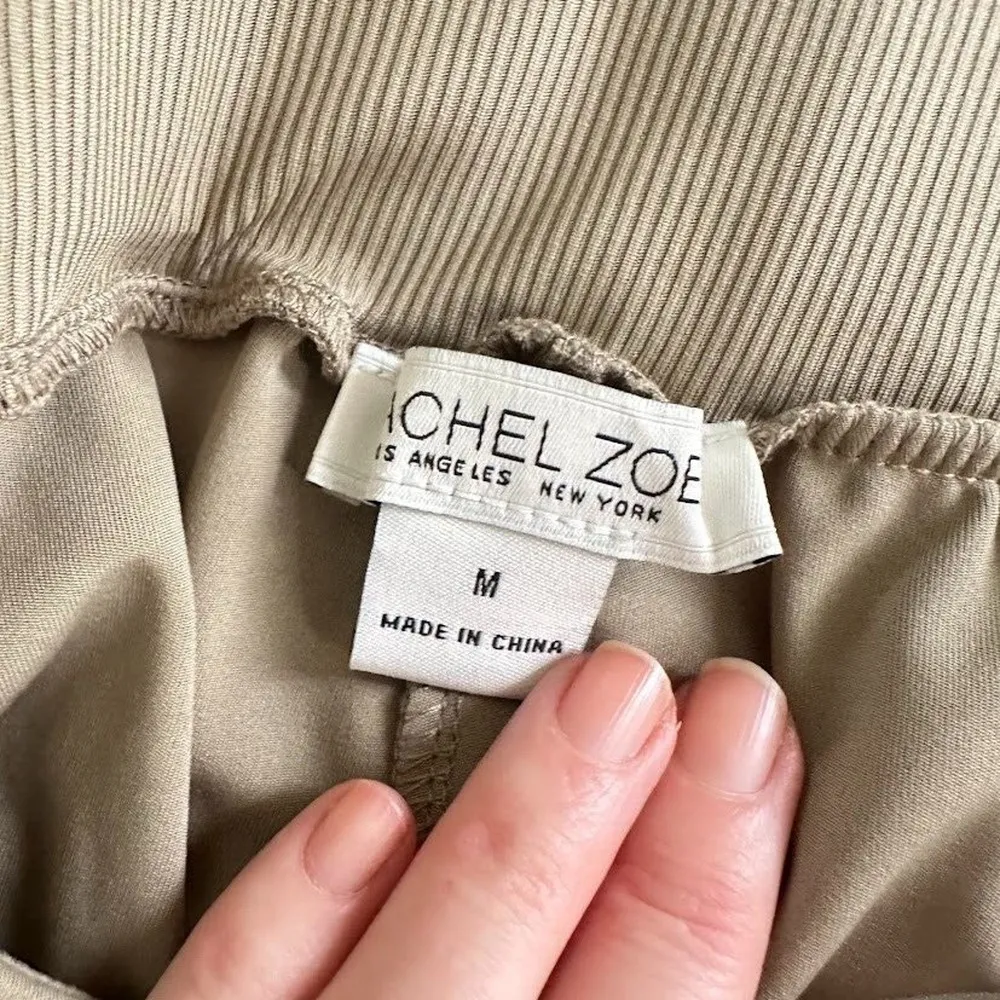 ACHEL ZOE
S ANGELES NEW YORK
M
MADE IN CHINA